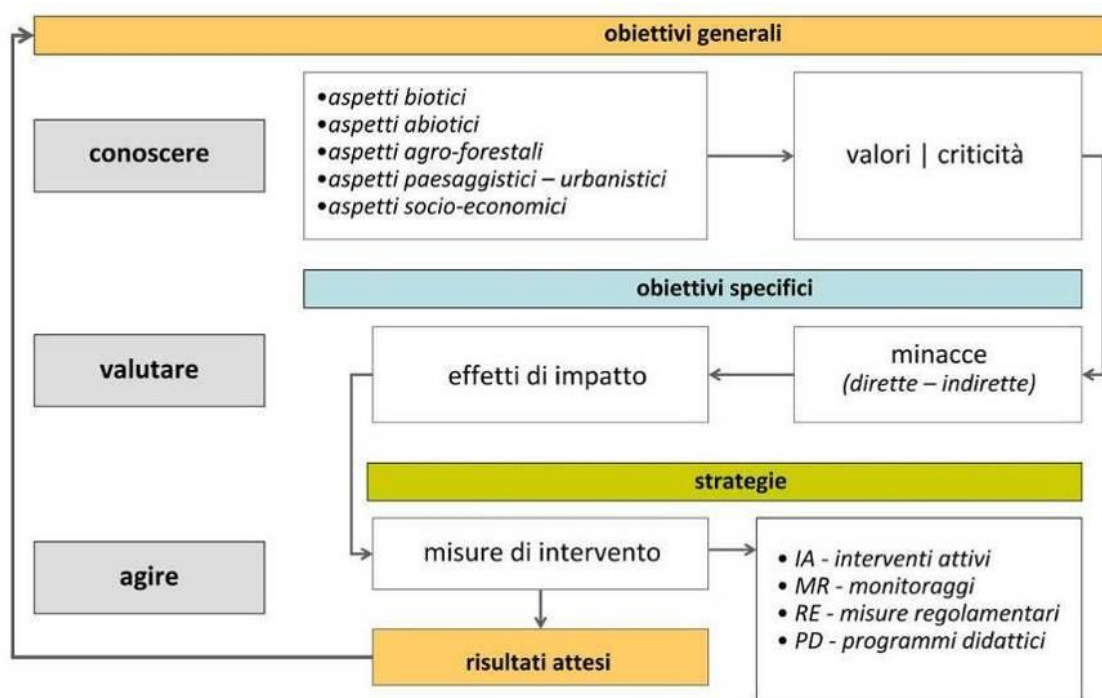 obiettivi generali
conoscere
•aspetti biotici
•aspetti abiotici
•aspetti agro-forestali
•aspetti paesaggistici – urbanistici
•aspetti socio-economici
valori | criticità
obiettivi specifici
valutare
effetti di impatto
minacce
(dirette – indirette)
strategie
agire
misure di intervento
• IA - interventi attivi
• MR - monitoraggi
• RE - misure regolamentari
• PD - programmi didattici
risultati attesi